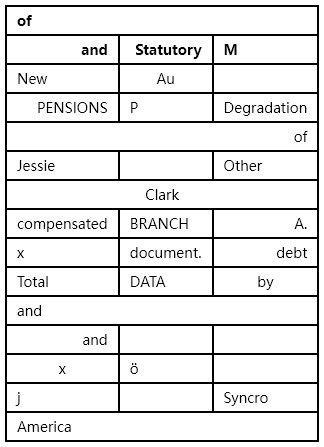 of
and Statutory M
New Au
PENSIONS P Degradation
of
Jessie Other
Clark
compensated BRANCH A.
x document. debt
Total DATA by
and
and
x ö
j Syncro
America